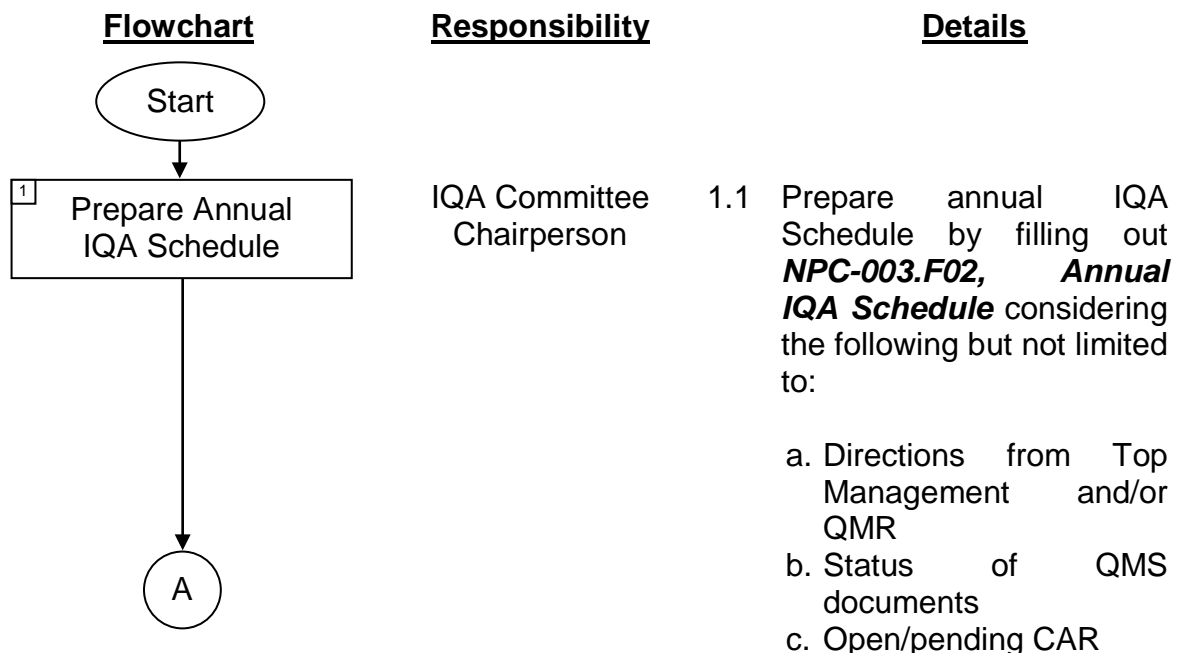 Flowchart Responsibility Details
Start
1
Prepare Annual
IQA Schedule
IQA Committee
Chairperson
1.1 Prepare annual IQA
Schedule by filling out
NPC-003.F02, Annual
IQA Schedule considering
the following but not limited
to:
a. Directions from Top
Management and/or
QMR
b. Status of QMS
documents
c. Open/pending CAR
A